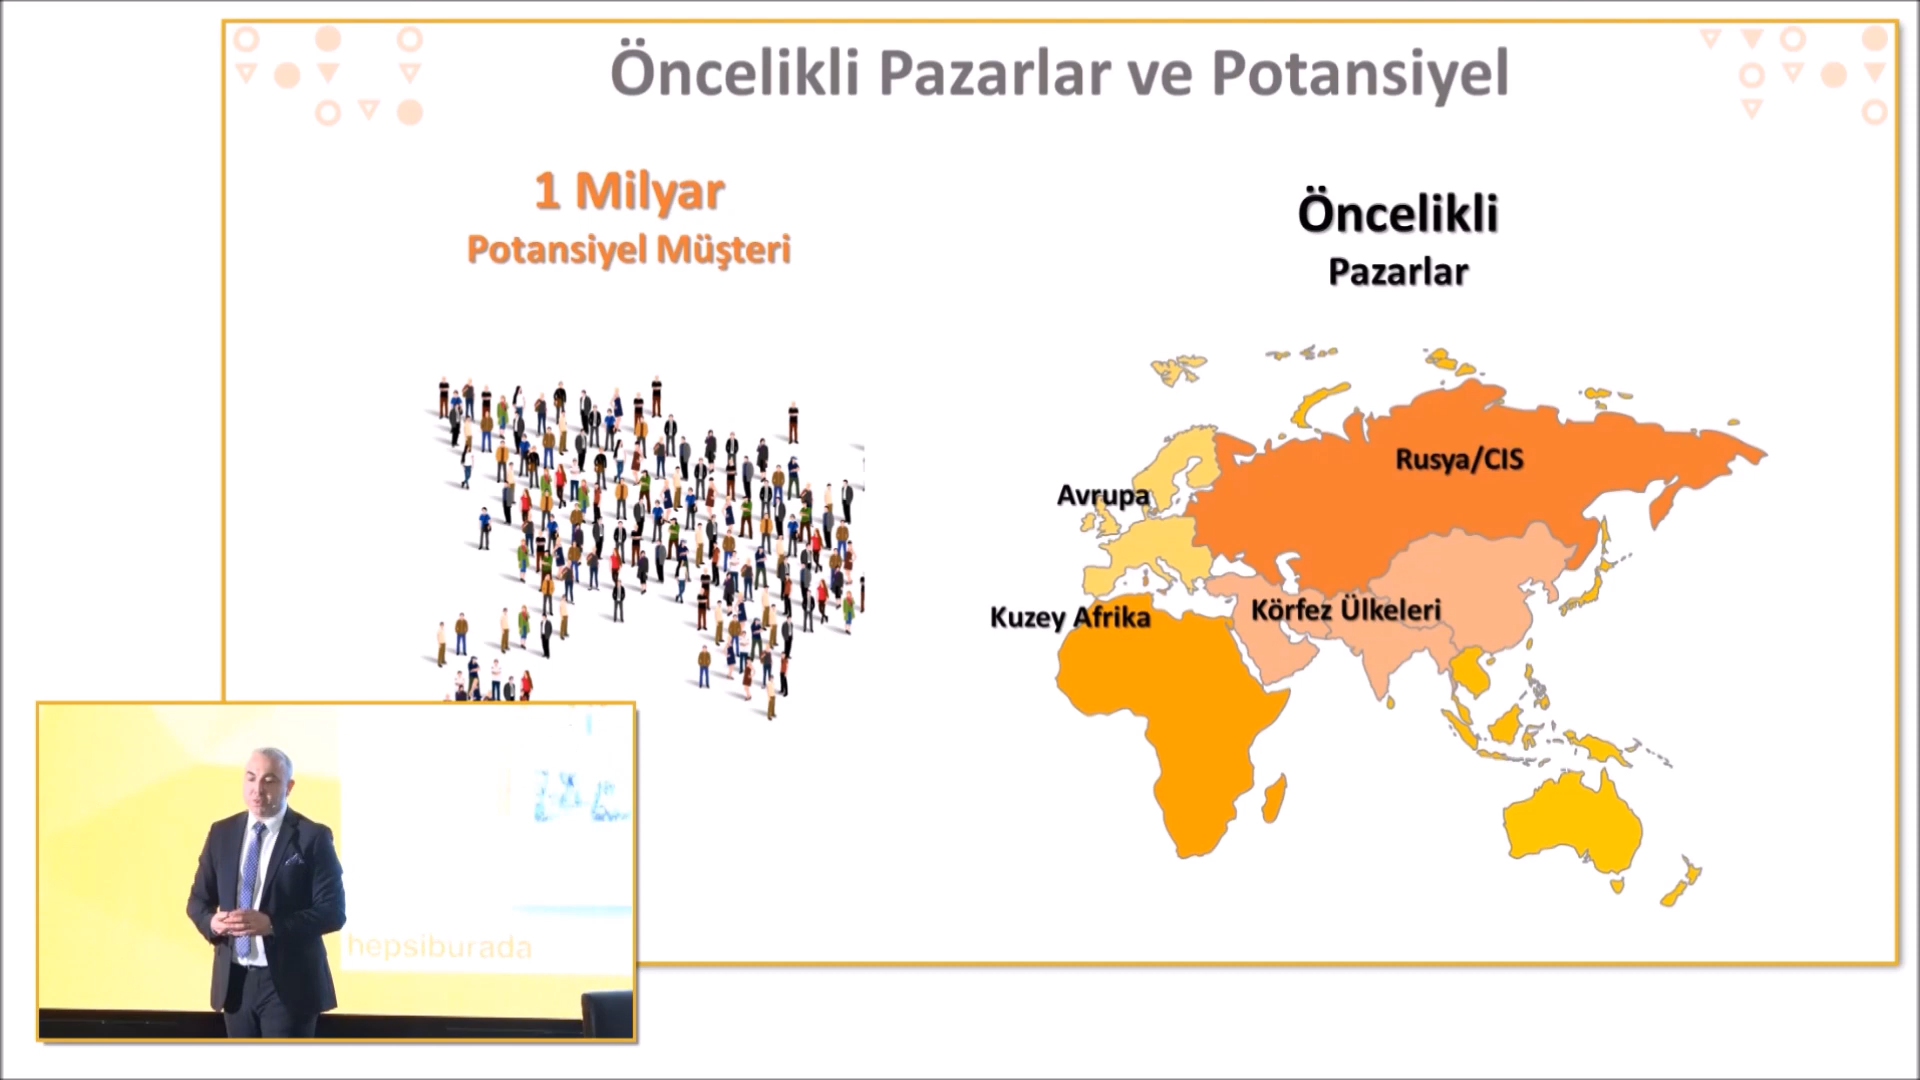 Öncelikli Pazarlar ve Potansiyel
1 Milyar
Potansiyel Müşteri
Öncelikli
Pazarlar
Rusya/CIS
Avrupa
Kuzey Afrika
Körfez Ülkeleri
hepsiburada